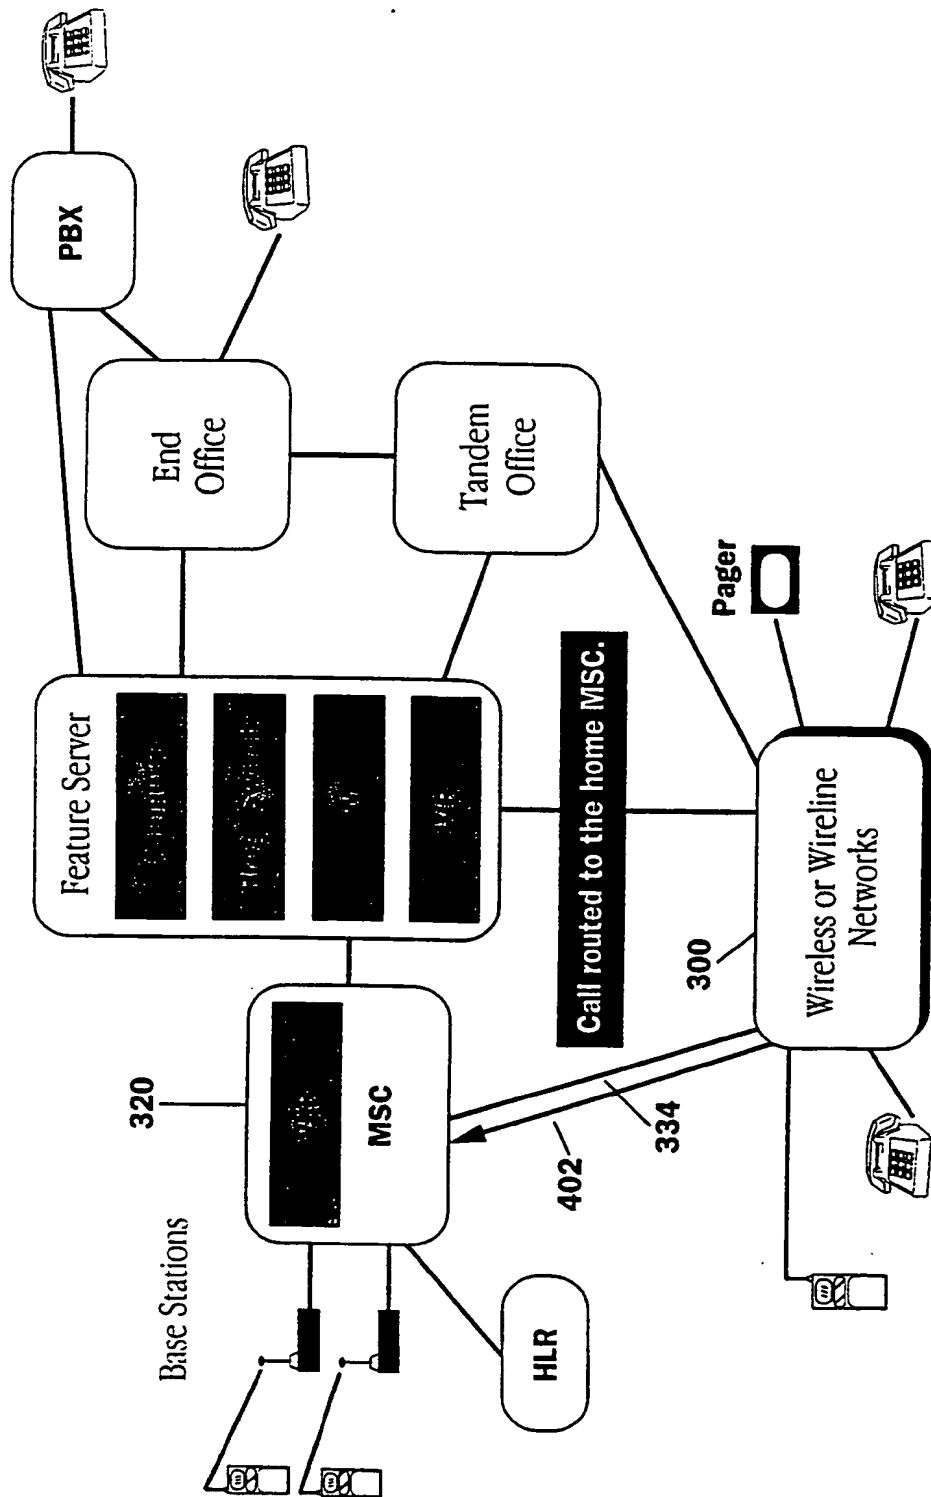 Base Stations
320
MSC
HLR
402
334
Feature Server
Call routed to the home MSC.
300
Wireless or Wireline
Networks
Pager
End
Office
Tandem
Office
PBX